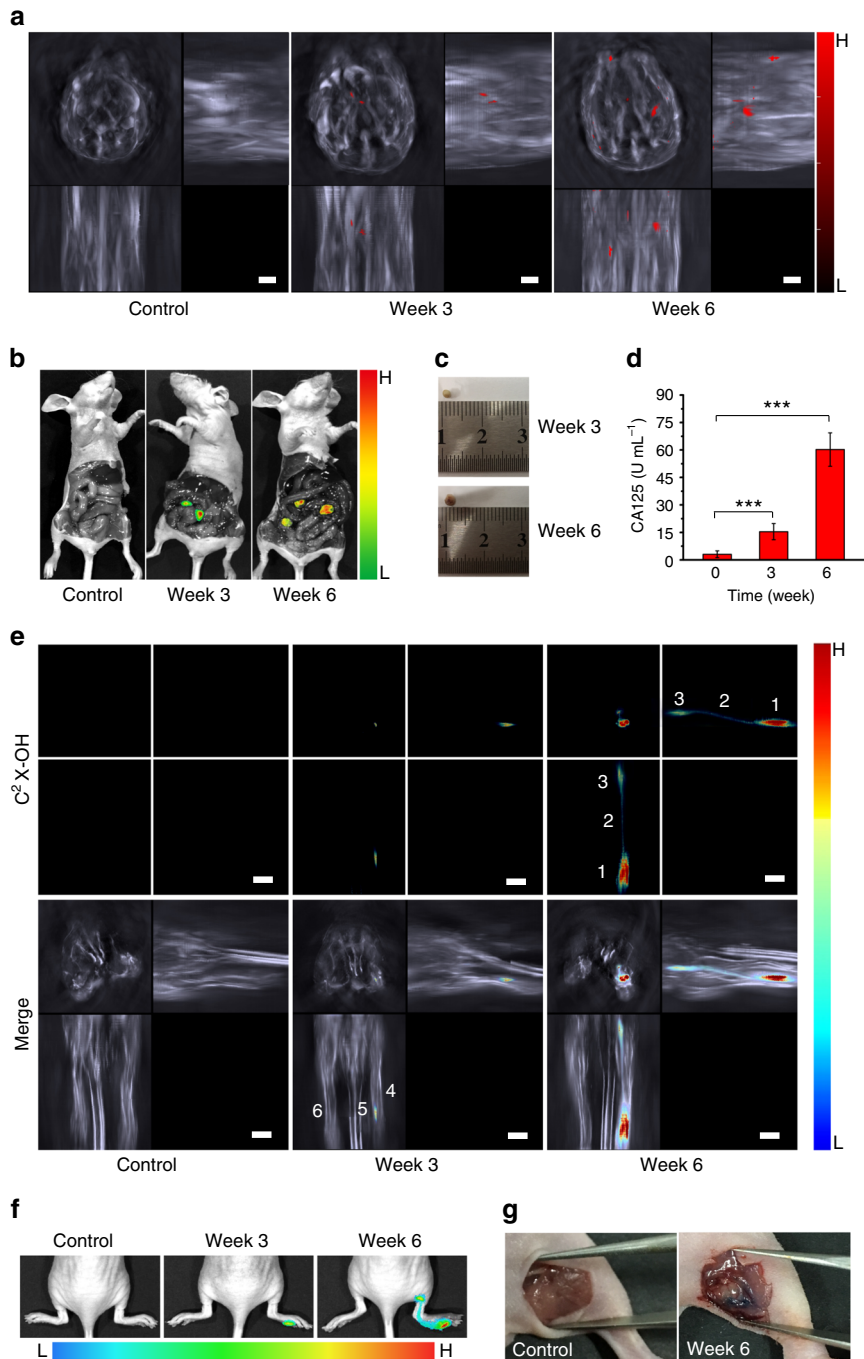 a
H
L
Control Week 3 Week 6
b
H
L
Control Week 3 Week 6
c
1 2 3
Week 3
1 2 3
Week 6
d
CA125 (U mL⁻¹)
90
75
60
45
30
15
0
***
***
0 3 6
Time (week)
e
H
C² X-OH
3 2 1
3
2
1
Merge
6 5 4
L
Control Week 3 Week 6
f
Control Week 3 Week 6
L H
g
Control Week 6